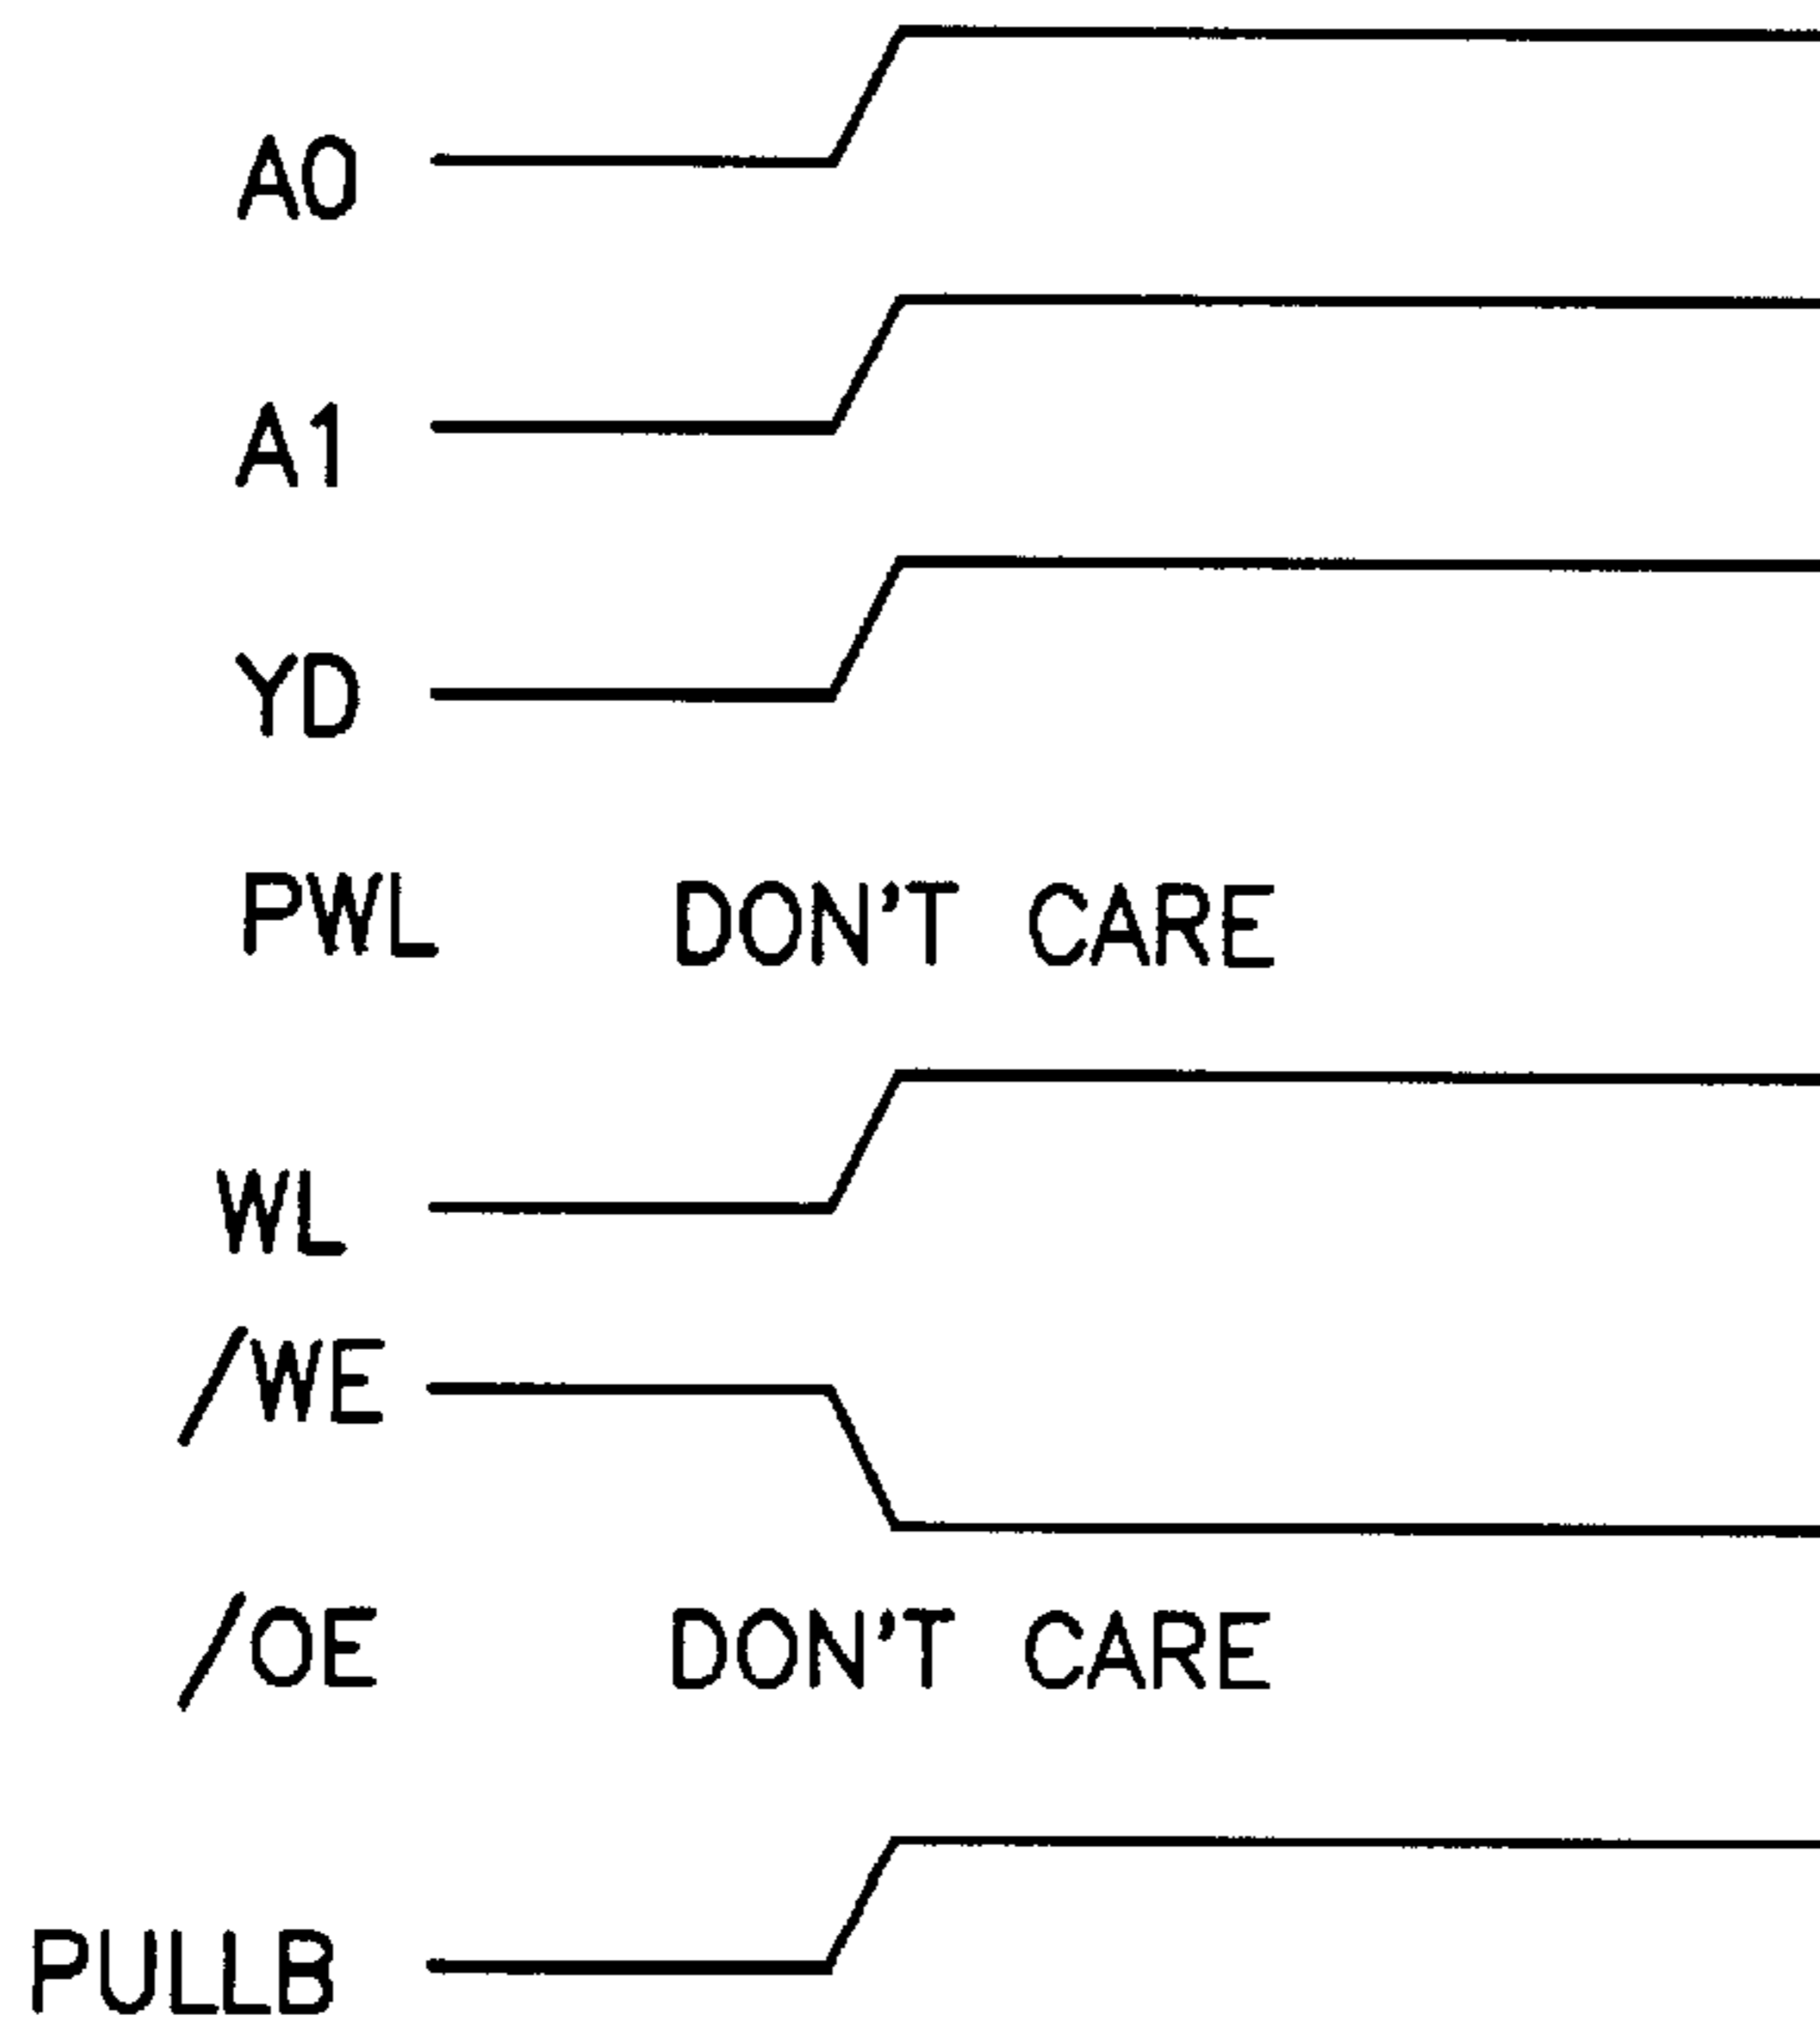 A0
A1
YD
PWL DON'T CARE
WL
/WE
/OE DON'T CARE
PULLB